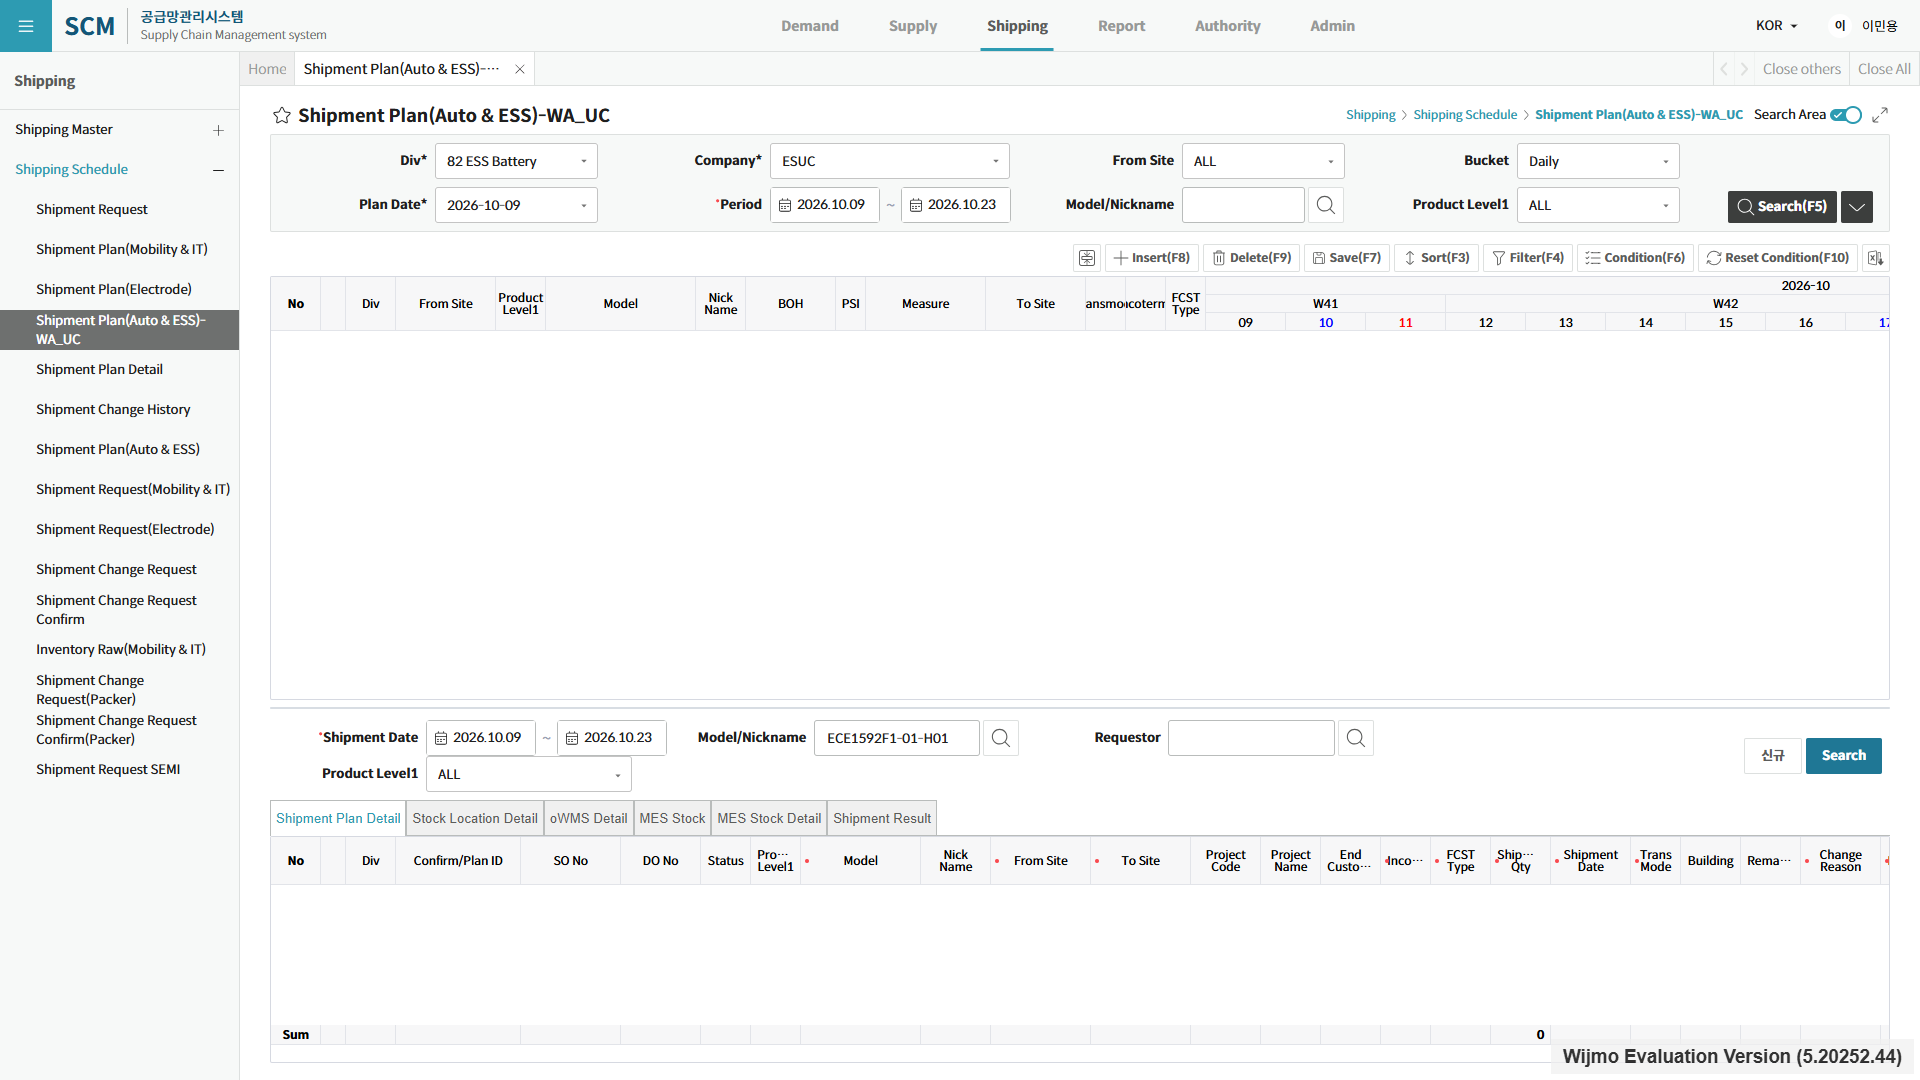 SCM
공급망관리시스템
Supply Chain Management system
Demand
Supply
Shipping
Report
Authority
Admin
KOR
이
이민용
Shipping
Home
Shipment Plan(Auto & ESS)-···
Close others
Close All
Shipping Master
Shipping Schedule
Shipment Request
Shipment Plan(Mobility & IT)
Shipment Plan(Electrode)
Shipment Plan(Auto & ESS)-
WA_UC
Shipment Plan Detail
Shipment Change History
Shipment Plan(Auto & ESS)
Shipment Request(Mobility & IT)
Shipment Request(Electrode)
Shipment Change Request
Shipment Change Request
Confirm
Inventory Raw(Mobility & IT)
Shipment Change
Request(Packer)
Shipment Change Request
Confirm(Packer)
Shipment Request SEMI
Shipment Plan(Auto & ESS)-WA_UC
Shipping > Shipping Schedule > Shipment Plan(Auto & ESS)-WA_UC
Search Area
Div* 82 ESS Battery
Company* ESUC
From Site ALL
Bucket Daily
Plan Date* 2026-10-09
*Period 2026.10.09 ~ 2026.10.23
Model/Nickname
Product Level1 ALL
Search(F5)
Insert(F8)
Delete(F9)
Save(F7)
Sort(F3)
Filter(F4)
Condition(F6)
Reset Condition(F10)
No
Div
From Site
Product
Level1
Model
Nick
Name
BOH
PSI
Measure
To Site
ansmo
coterm
FCST
Type
2026-10
W41
W42
09 10 11 12 13 14 15 16 17
*Shipment Date 2026.10.09 ~ 2026.10.23
Model/Nickname ECE1592F1-01-H01
Requestor
Product Level1 ALL
신규
Search
Shipment Plan Detail
Stock Location Detail
oWMS Detail
MES Stock
MES Stock Detail
Shipment Result
No
Div
Confirm/Plan ID
SO No
DO No
Status
Pro···
Level1
Model
Nick
Name
From Site
To Site
Project
Code
Project
Name
End
Custo···
Inco···
FCST
Type
Ship···
Qty
Shipment
Date
Trans
Mode
Building
Rema···
Change
Reason
Sum
0
Wijmo Evaluation Version (5.20252.44)